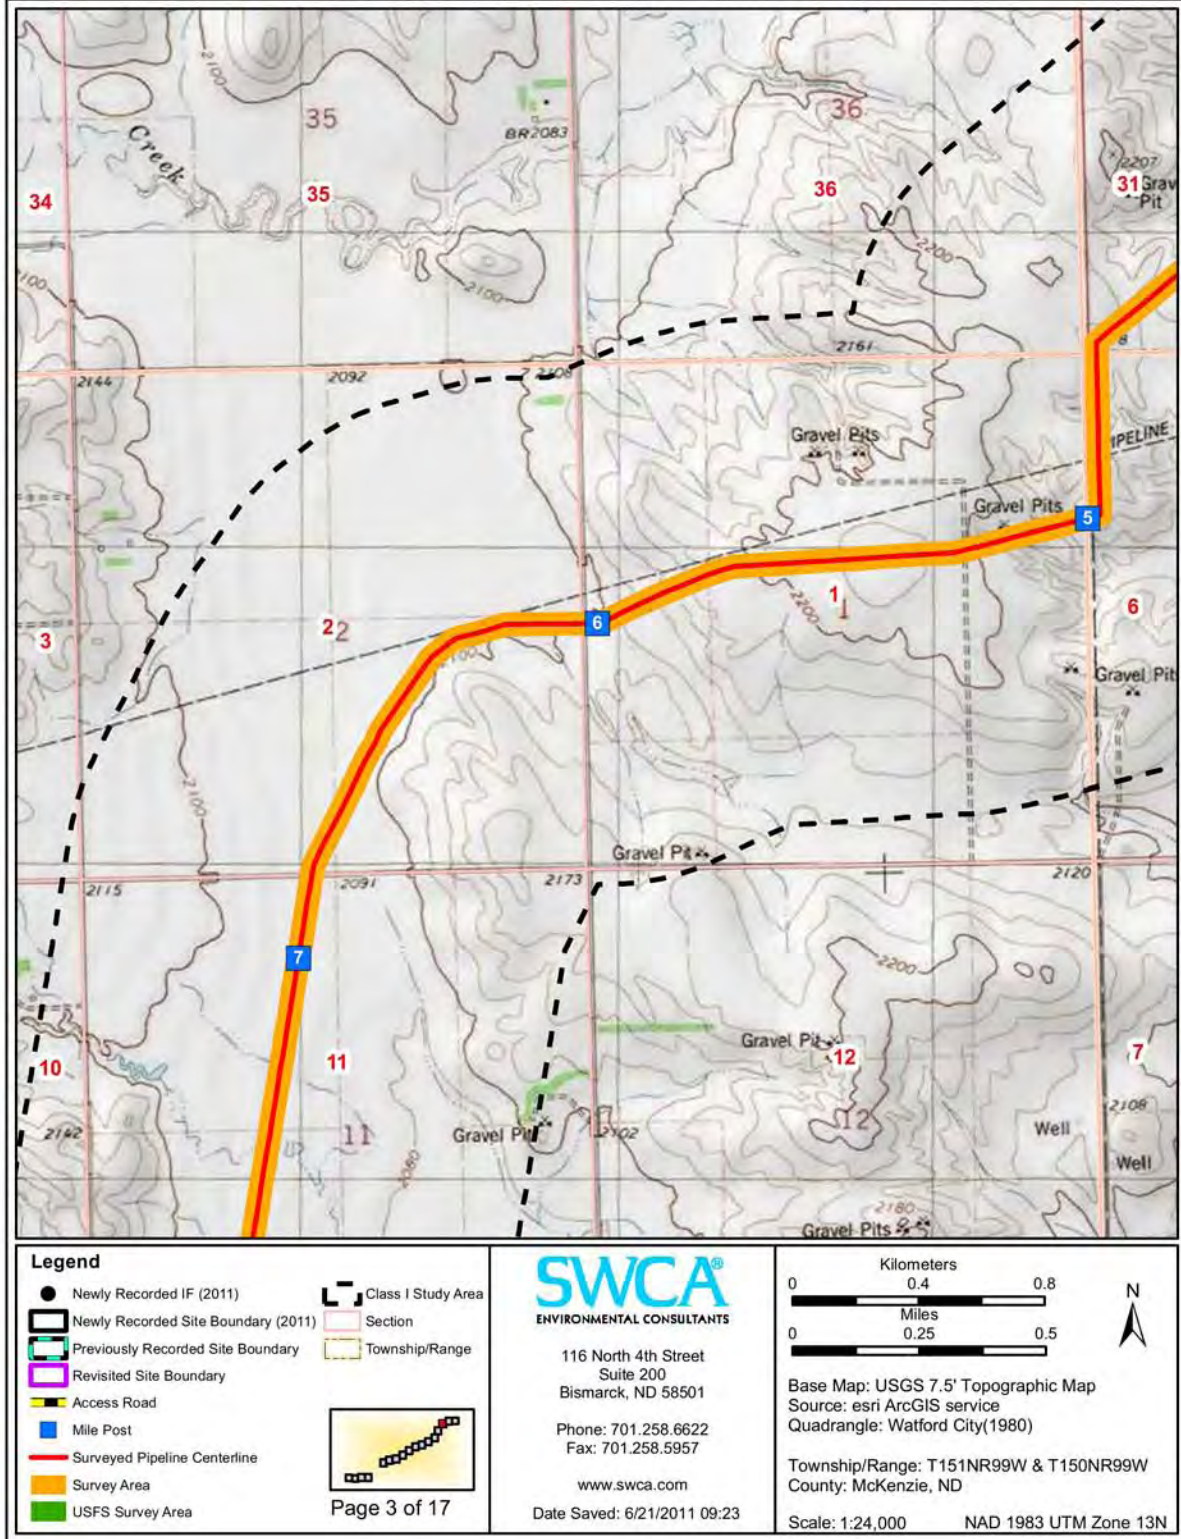 2100
35
36
BR2083
Creek
2207
34
35
36
31
Gravel
Pit
2200
2100
2100
2161
8
2144
2092
2108
Gravel Pits
PIPELINE
Gravel Pits
5
1
2200
6
6
2
2
3
2100
Gravel Pits
2100
Gravel Pit
2115
2091
2173
2120
7
2200
Gravel Pit
12
7
10
11
2108
2142
11
Gravel Pit
2102
12
Well
2080
Well
2180
Gravel Pits
Legend
Newly Recorded IF (2011)
Newly Recorded Site Boundary (2011)
Previously Recorded Site Boundary
Revisited Site Boundary
Access Road
Mile Post
Surveyed Pipeline Centerline
Survey Area
USFS Survey Area
Class I Study Area
Section
Township/Range
Page 3 of 17
SWCA®
ENVIRONMENTAL CONSULTANTS
116 North 4th Street
Suite 200
Bismarck, ND 58501
Phone: 701.258.6622
Fax: 701.258.5957
www.swca.com
Date Saved: 6/21/2011 09:23
Kilometers
0 0.4 0.8
Miles
0 0.25 0.5
N
Base Map: USGS 7.5' Topographic Map
Source: esri ArcGIS service
Quadrangle: Watford City(1980)
Township/Range: T151NR99W & T150NR99W
County: McKenzie, ND
Scale: 1:24,000 NAD 1983 UTM Zone 13N